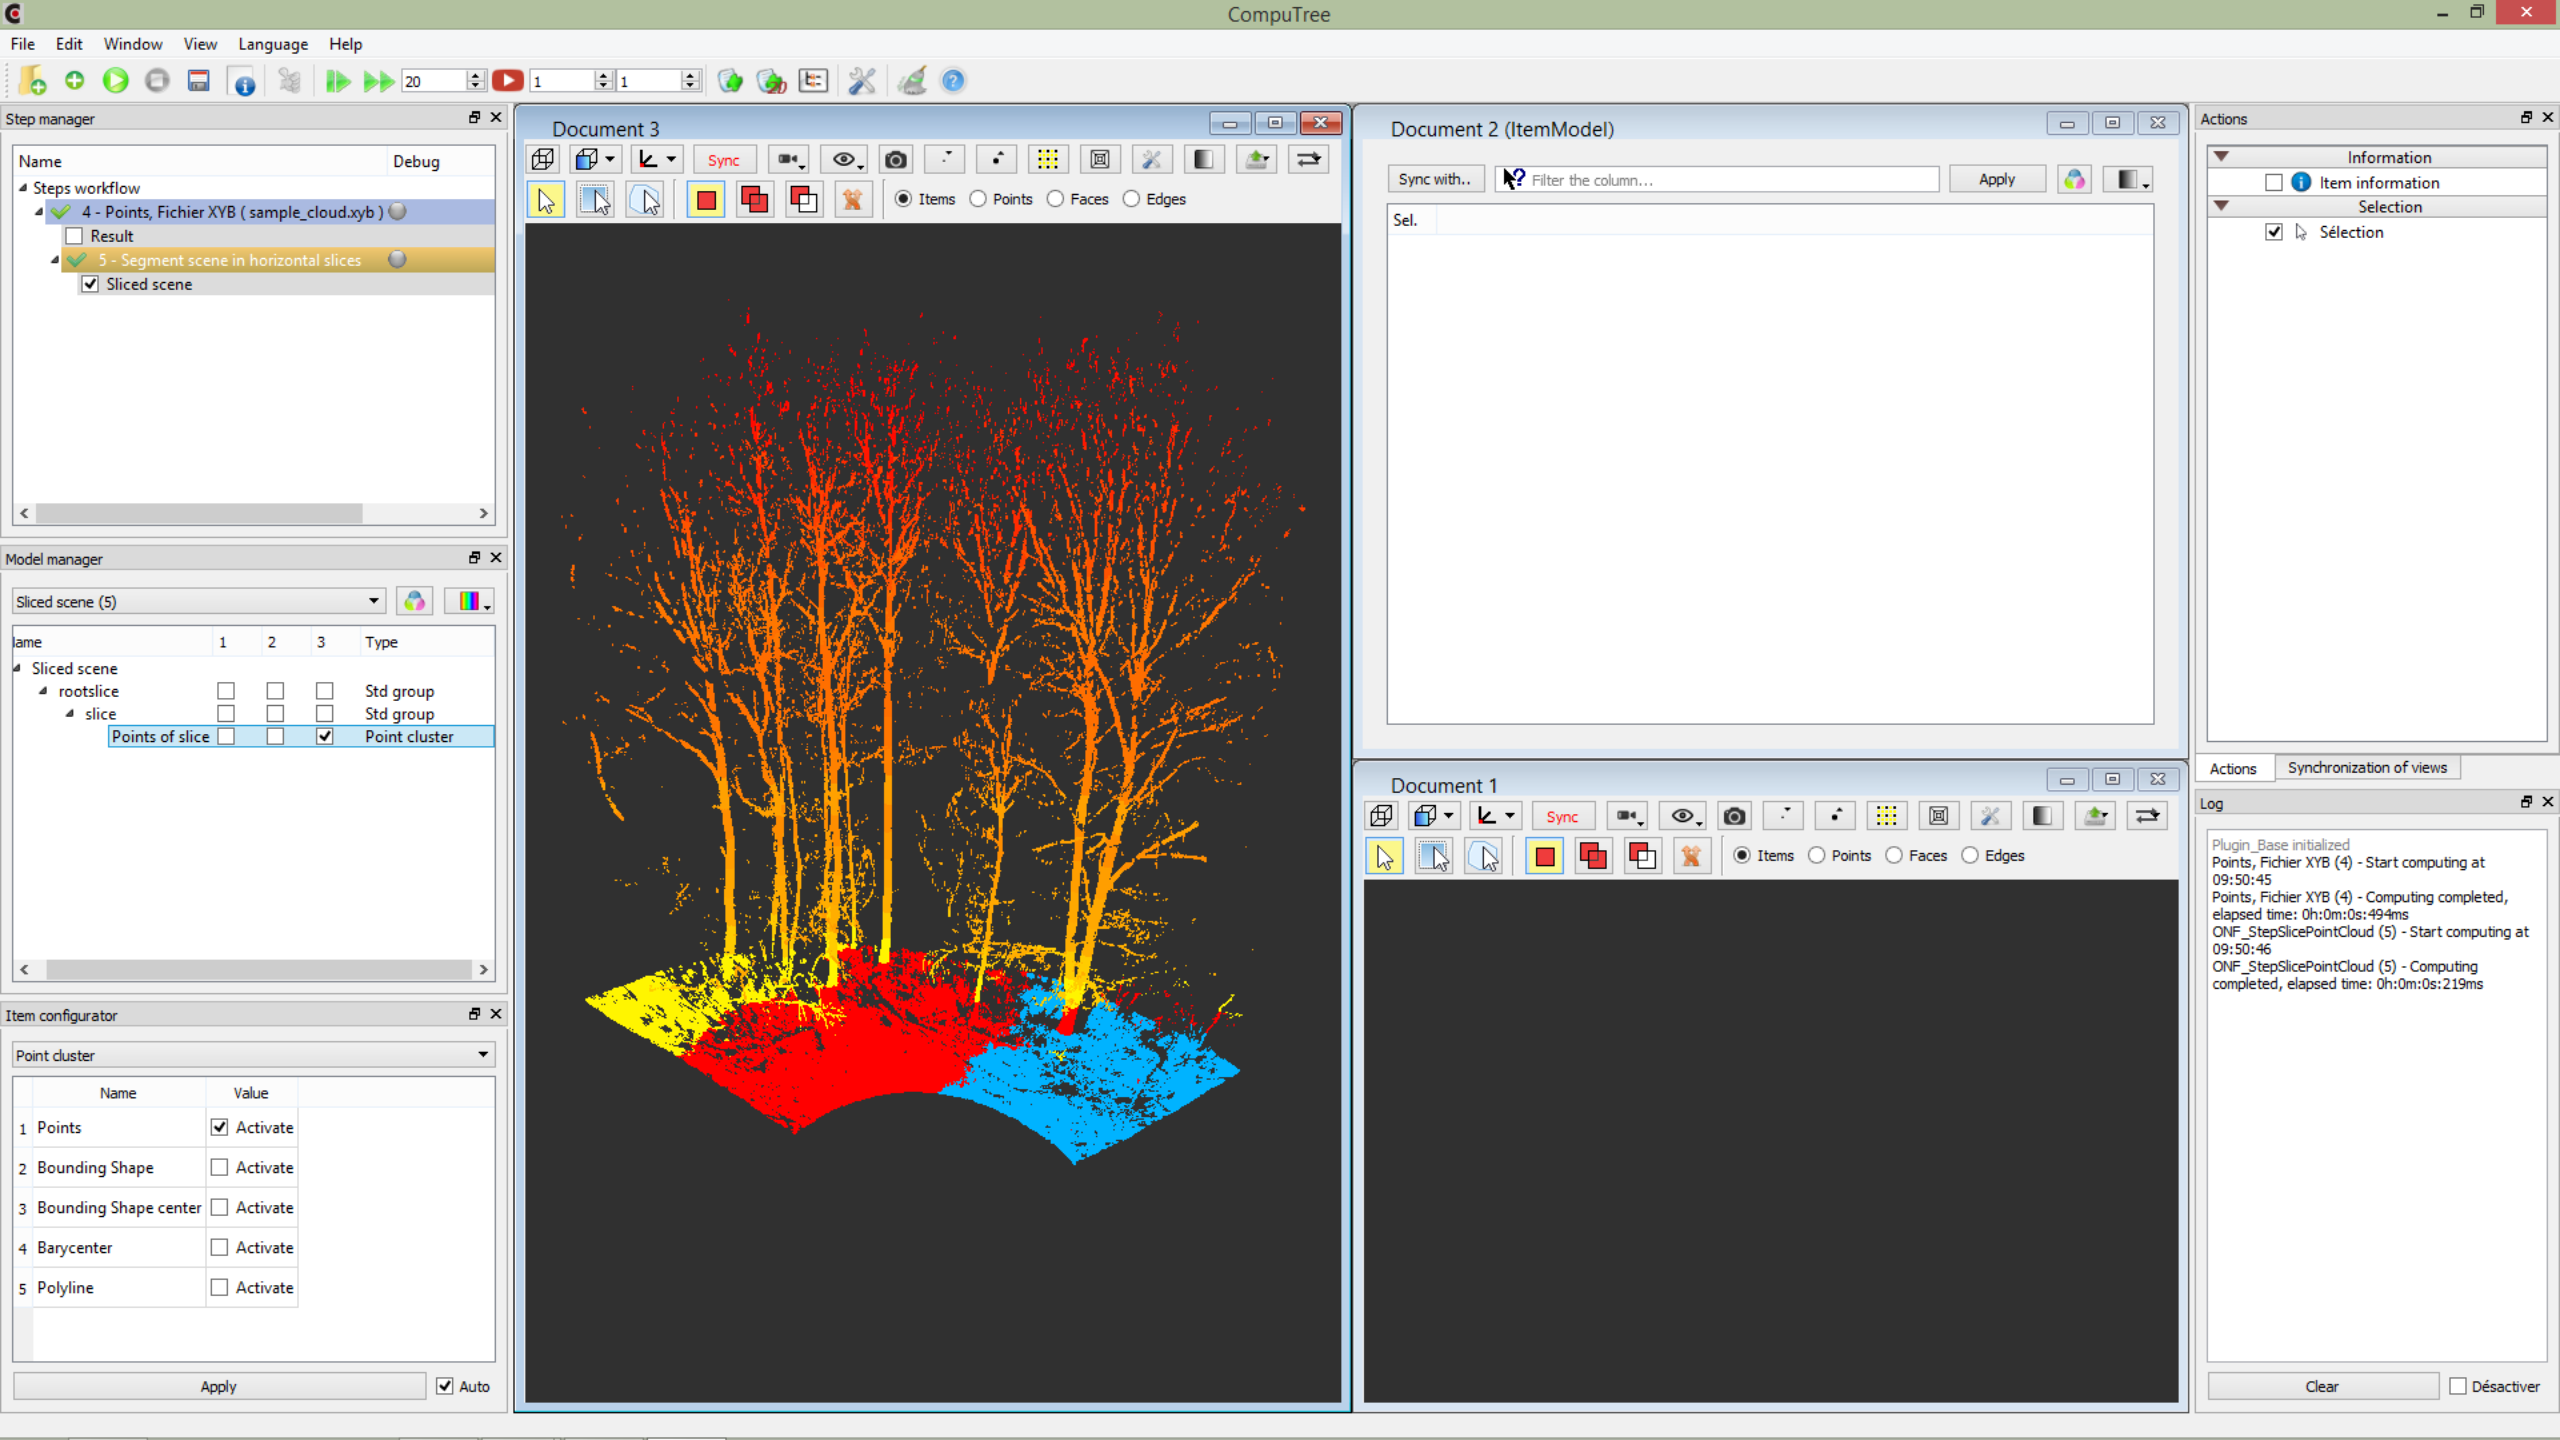 CompuTree
File Edit Window View Language Help
20 1 1
Step manager
Name Debug
Steps workflow
4 - Points, Fichier XYB ( sample_cloud.xyb )
Result
5 - Segment scene in horizontal slices
Sliced scene
Model manager
Sliced scene (5)
lame 1 2 3 Type
Sliced scene
rootslice Std group
slice Std group
Points of slice Point cluster
Item configurator
Point cluster
Name Value
1 Points Activate
2 Bounding Shape Activate
3 Bounding Shape center Activate
4 Barycenter Activate
5 Polyline Activate
Apply Auto
Document 3
Sync
Items Points Faces Edges
Document 2 (ItemModel)
Sync with.. Filter the column... Apply
Sel.
Document 1
Sync
Items Points Faces Edges
Actions
Information
Item information
Selection
Sélection
Actions Synchronization of views
Log
Plugin_Base initialized
Points, Fichier XYB (4) - Start computing at
09:50:45
Points, Fichier XYB (4) - Computing completed,
elapsed time: 0h:0m:0s:494ms
ONF_StepSlicePointCloud (5) - Start computing at
09:50:46
ONF_StepSlicePointCloud (5) - Computing
completed, elapsed time: 0h:0m:0s:219ms
Clear Désactiver